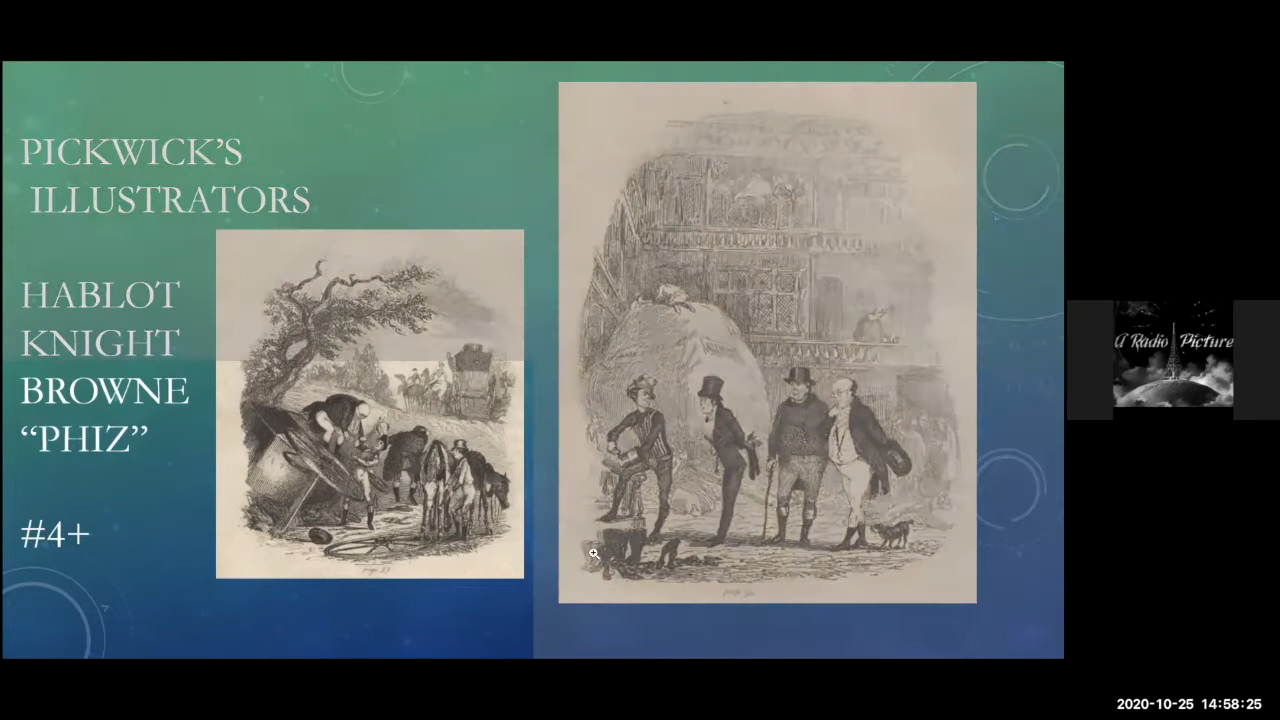 PICKWICK’S
ILLUSTRATORS
HABLOT
KNIGHT
BROWNE
“PHIZ”
#4+
A Radio Picture
2020-10-25 14:58:25